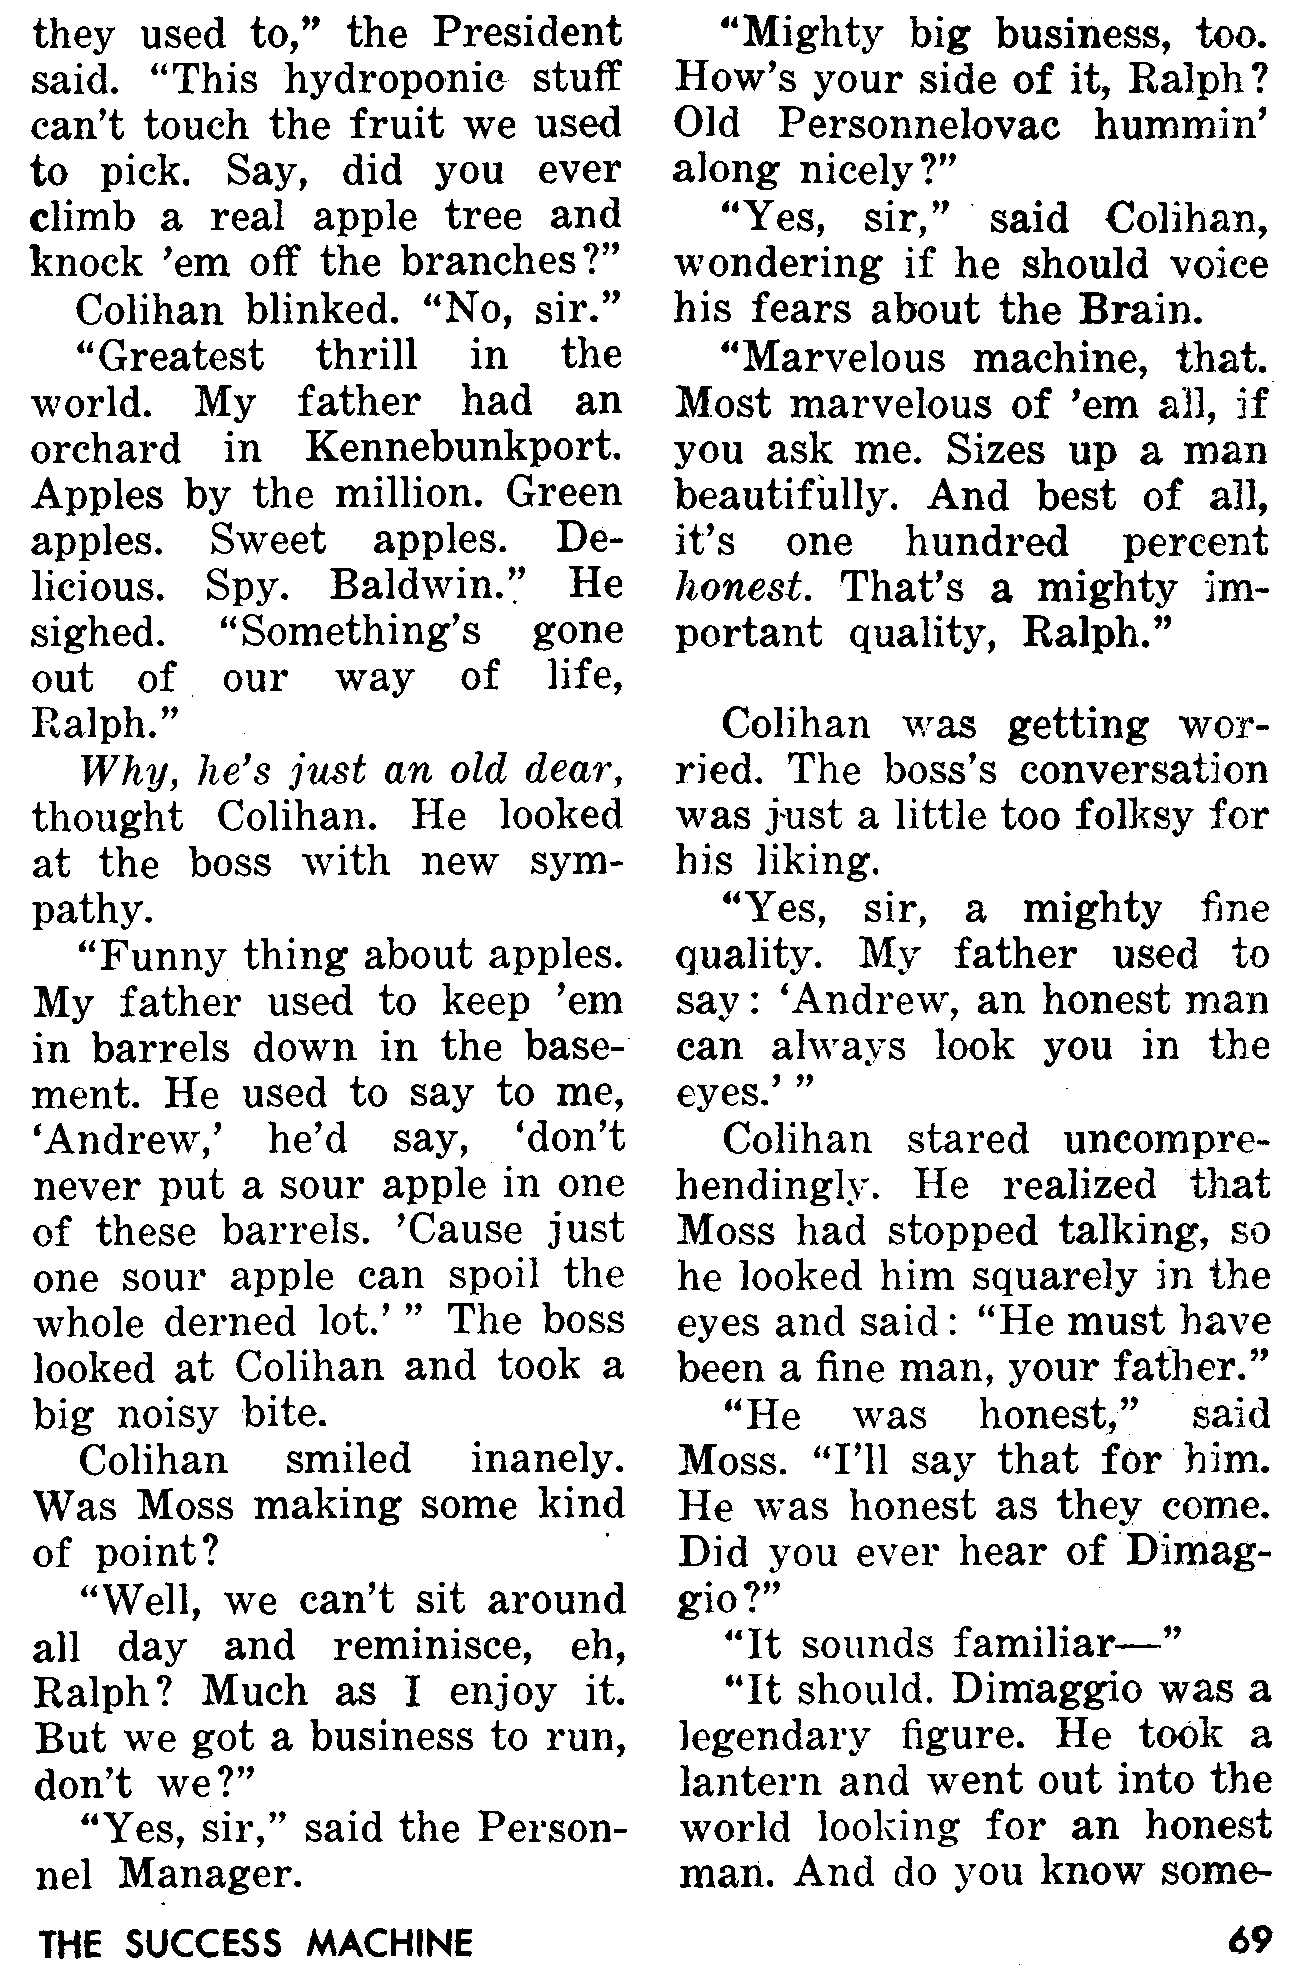 they used to,” the President
said. “This hydroponic stuff
can't touch the fruit we used
to pick. Say, did you ever
climb a real apple tree and
knock 'em off the branches?”
Colihan blinked. “No, sir.”
“Greatest thrill in the
world. My father had an
orchard in Kennebunkport.
Apples by the million. Green
apples. Sweet apples. De-
licious. Spy. Baldwin.” He
sighed. “Something's gone
out of our way of life,
Ralph.”
Why, he's just an old dear,
thought Colihan. He looked
at the boss with new sym-
pathy.
“Funny thing about apples.
My father used to keep 'em
in barrels down in the base-
ment. He used to say to me,
‘Andrew,’ he'd say, ‘don't
never put a sour apple in one
of these barrels. 'Cause just
one sour apple can spoil the
whole derned lot.’ ” The boss
looked at Colihan and took a
big noisy bite.
Colihan smiled inanely.
Was Moss making some kind
of point?
“Well, we can't sit around
all day and reminisce, eh,
Ralph? Much as I enjoy it.
But we got a business to run,
don't we?”
“Yes, sir,” said the Person-
nel Manager.
“Mighty big business, too.
How's your side of it, Ralph?
Old Personnelovac hummin'
along nicely?”
“Yes, sir,” said Colihan,
wondering if he should voice
his fears about the Brain.
“Marvelous machine, that.
Most marvelous of 'em all, if
you ask me. Sizes up a man
beautifully. And best of all,
it's one hundred percent
honest. That's a mighty im-
portant quality, Ralph.”
Colihan was getting wor-
ried. The boss's conversation
was just a little too folksy for
his liking.
“Yes, sir, a mighty fine
quality. My father used to
say: ‘Andrew, an honest man
can always look you in the
eyes.’ ”
Colihan stared uncompre-
hendingly. He realized that
Moss had stopped talking, so
he looked him squarely in the
eyes and said: “He must have
been a fine man, your father.”
“He was honest,” said
Moss. “I'll say that for him.
He was honest as they come.
Did you ever hear of Dimag-
gio?”
“It sounds familiar—”
“It should. Dimaggio was a
legendary figure. He took a
lantern and went out into the
world looking for an honest
man. And do you know some-
THE SUCCESS MACHINE
69